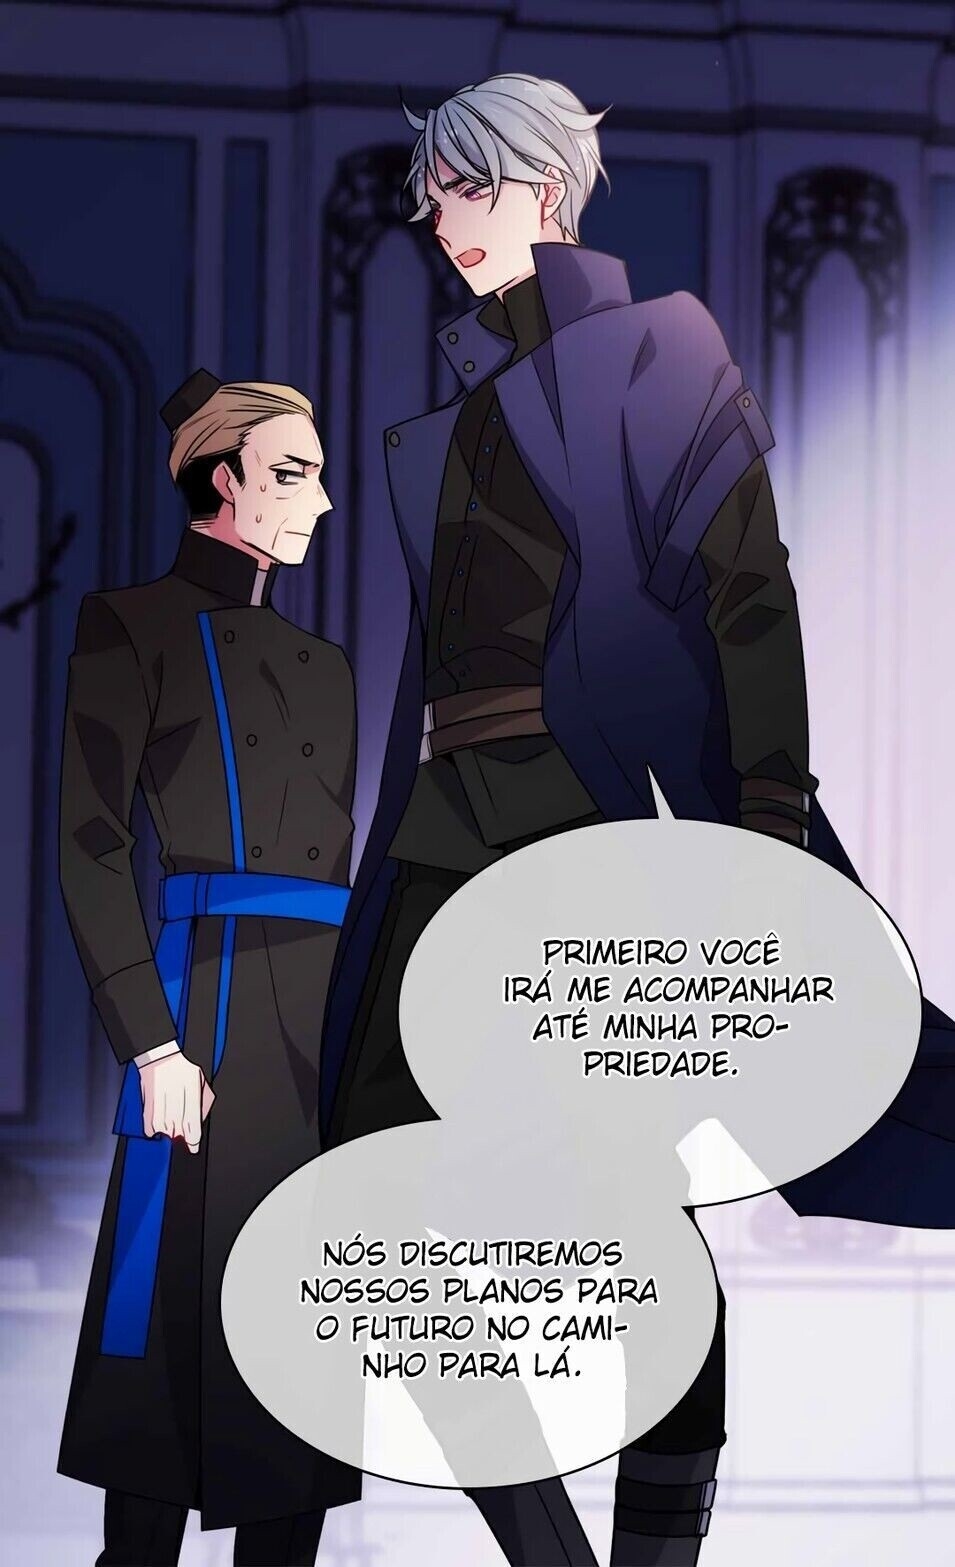 PRIMEIRO VOCÊ
IRÁ ME ACOMPANHAR
ATÉ MINHA PRO-
PRIEDADE.
NÓS DISCUTIREMOS
NOSSOS PLANOS PARA
O FUTURO NO CAMI-
NHO PARA LÁ.